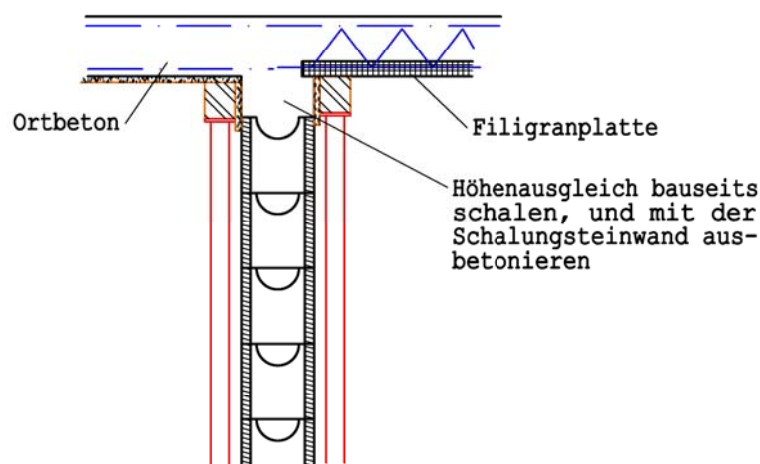 Ortbeton
Filigranplatte
Höhenausgleich bauseits
schalen, und mit der
Schalungsteinwand aus-
betonieren